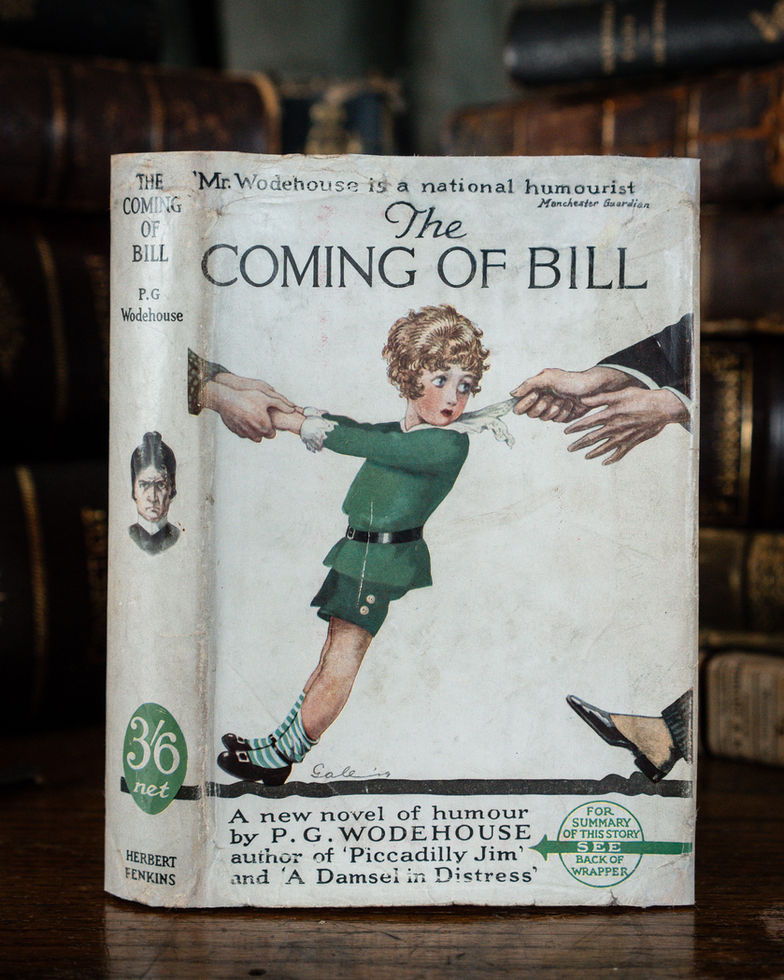 THE
COMING
OF
BILL
P.G
Wodehouse
3/6
net
HERBERT
JENKINS
'Mr. Wodehouse is a national humourist
Manchester Guardian
The
COMING OF BILL
A new novel of humour
by P.G. WODEHOUSE
author of 'Piccadilly Jim'
and 'A Damsel in Distress'
FOR
SUMMARY
OF THIS STORY
SEE
BACK OF
WRAPPER